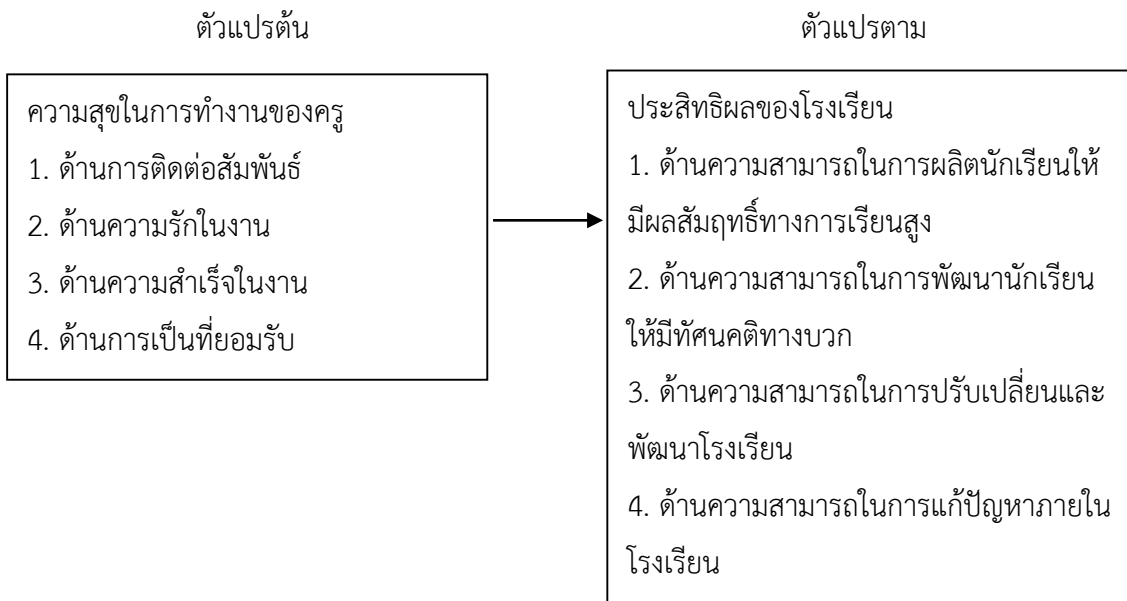 ตัวแปรต้น
ความสุขในการทำงานของครู
1. ด้านการติดต่อสัมพันธ์
2. ด้านความรักในงาน
3. ด้านความสำเร็จในงาน
4. ด้านการเป็นที่ยอมรับ
ตัวแปรตาม
ประสิทธิผลของโรงเรียน
1. ด้านความสามารถในการผลิตนักเรียนให้
มีผลสัมฤทธิ์ทางการเรียนสูง
2. ด้านความสามารถในการพัฒนานักเรียน
ให้มีทัศนคติทางบวก
3. ด้านความสามารถในการปรับเปลี่ยนและ
พัฒนาโรงเรียน
4. ด้านความสามารถในการแก้ปัญหาภายใน
โรงเรียน